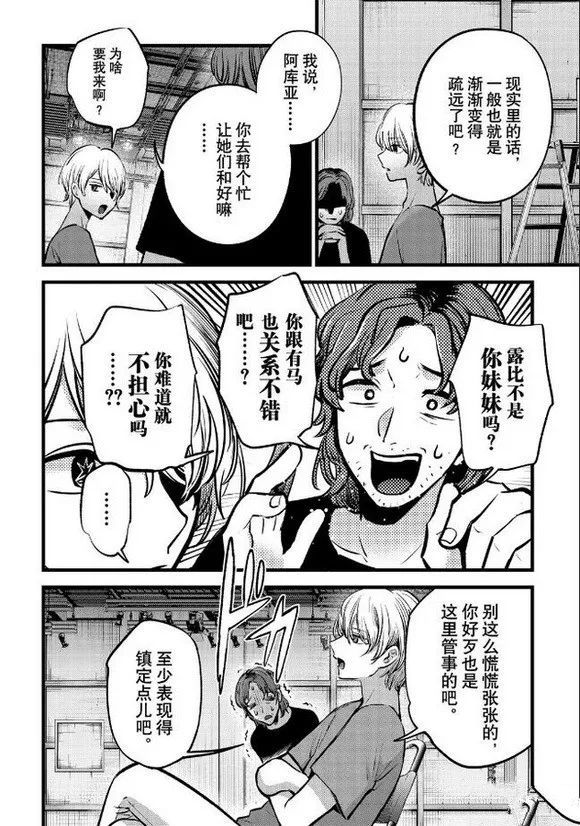 现实里的话，
一般也就是
渐渐变得
疏远了吧？
我说，
阿库亚
……
你去帮个忙
让她们和好嘛
为啥
要我来啊？
露比不是
你妹妹吗？
你跟有马
也关系不错
吧……？
你难道就
不担心吗
……??
……
别这么慌慌张张的，
你好歹也是
这里管事的吧。
至少表现得
镇定点儿吧。